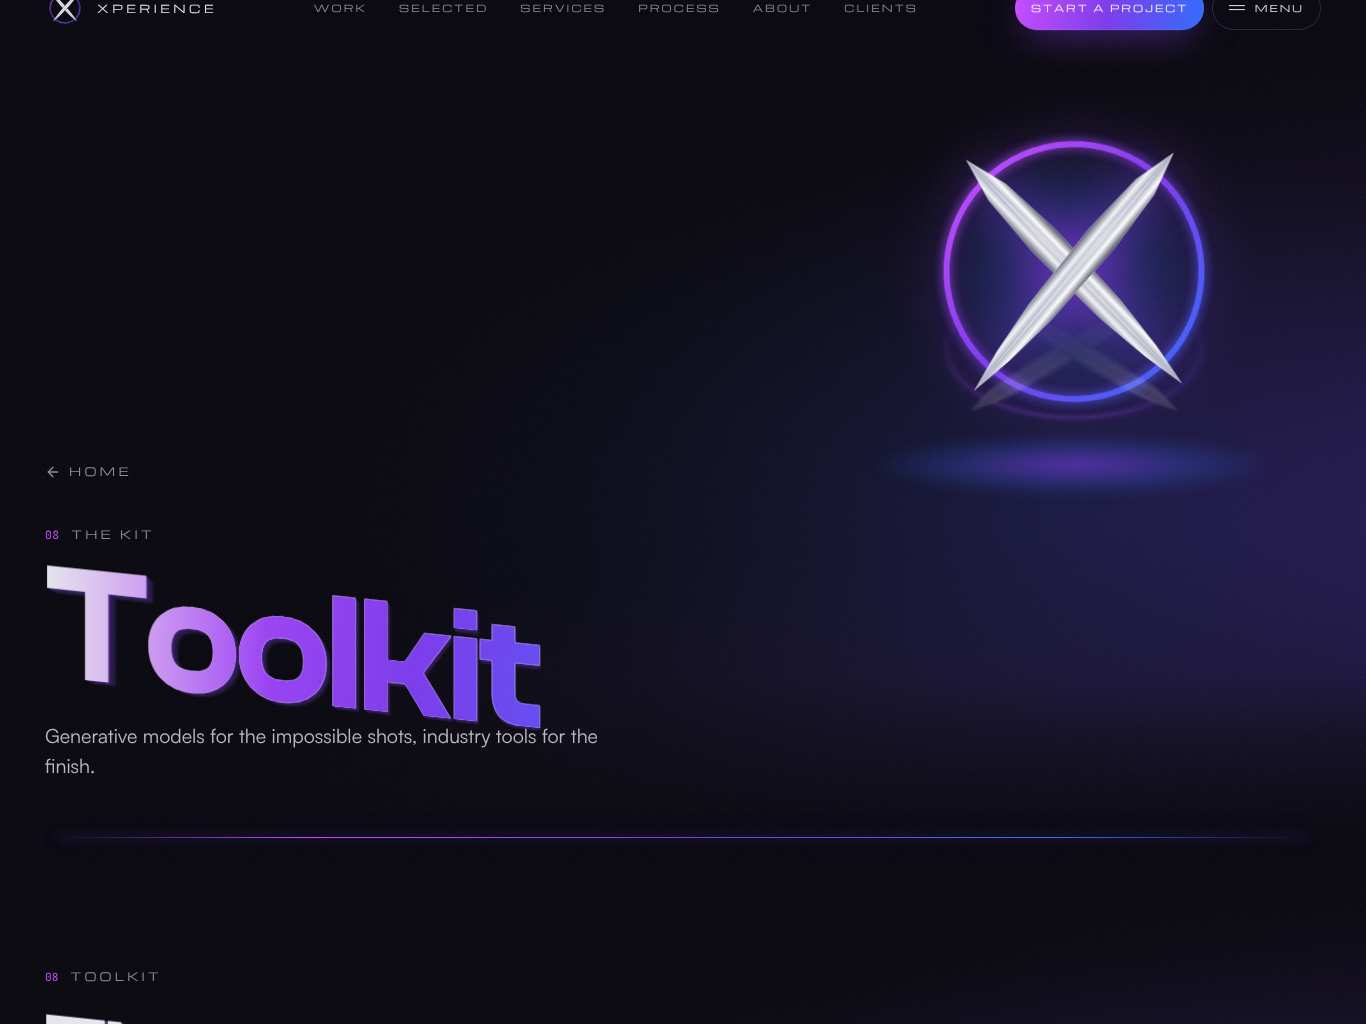 XPERIENCE
WORK
SELECTED
SERVICES
PROCESS
ABOUT
CLIENTS
START A PROJECT
MENU
HOME
08 THE KIT
Toolkit
Generative models for the impossible shots, industry tools for the
finish.
08 TOOLKIT